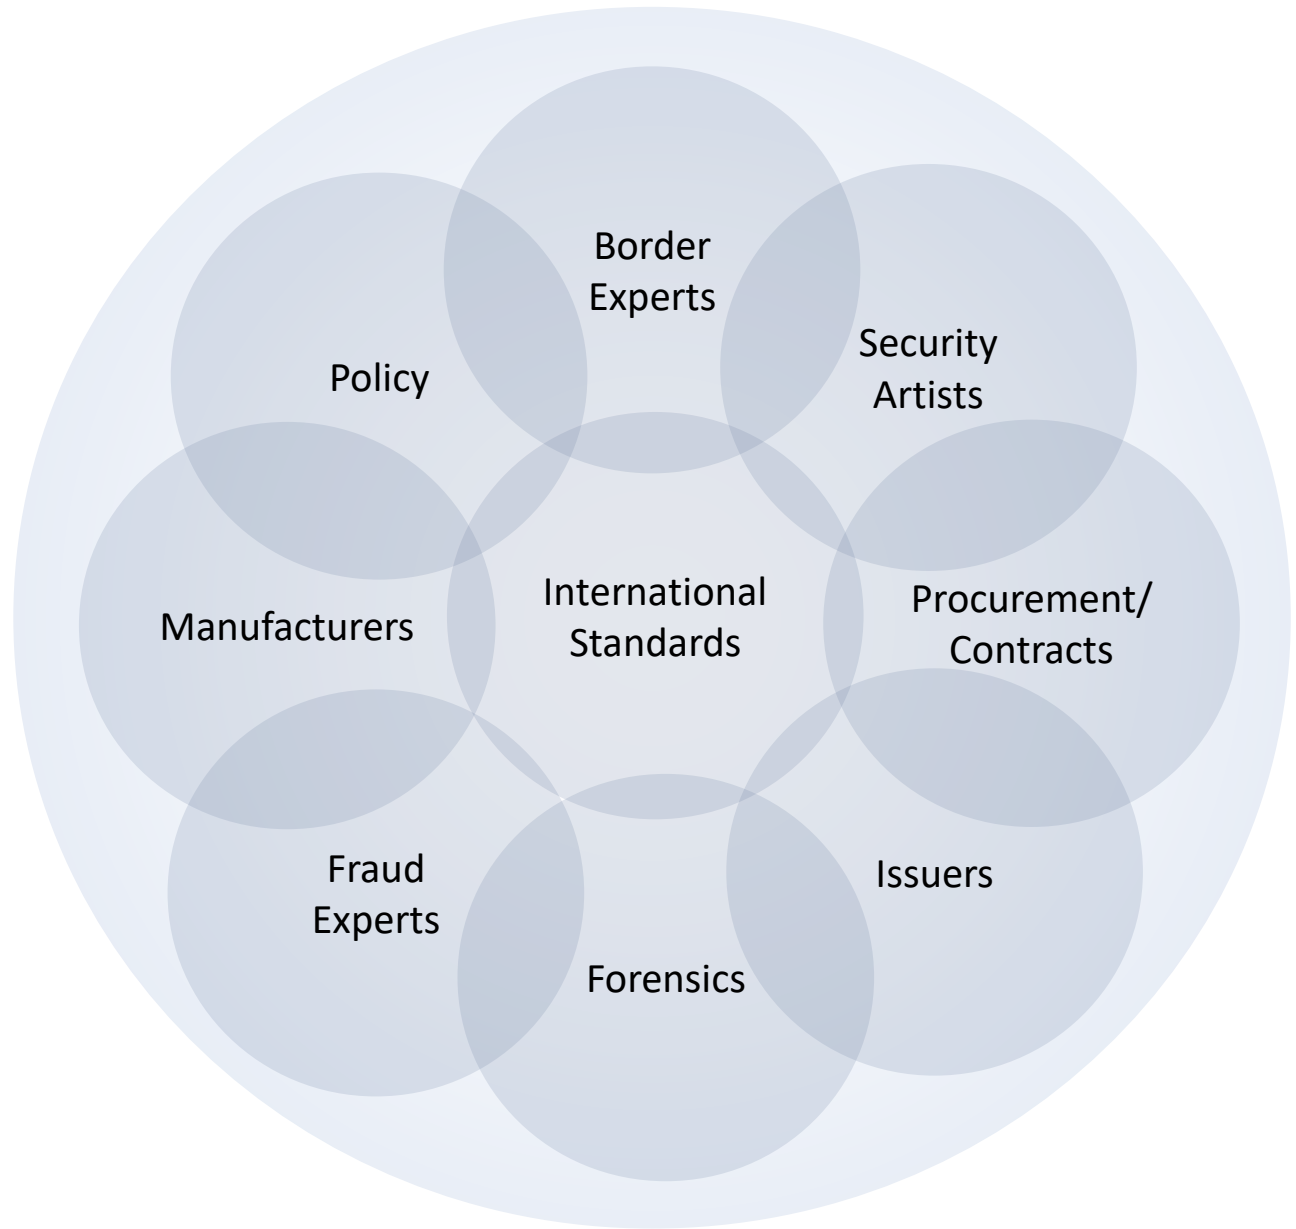 Border
Experts
Security
Artists
Policy
International
Standards
Procurement/
Contracts
Manufacturers
Fraud
Experts
Issuers
Forensics